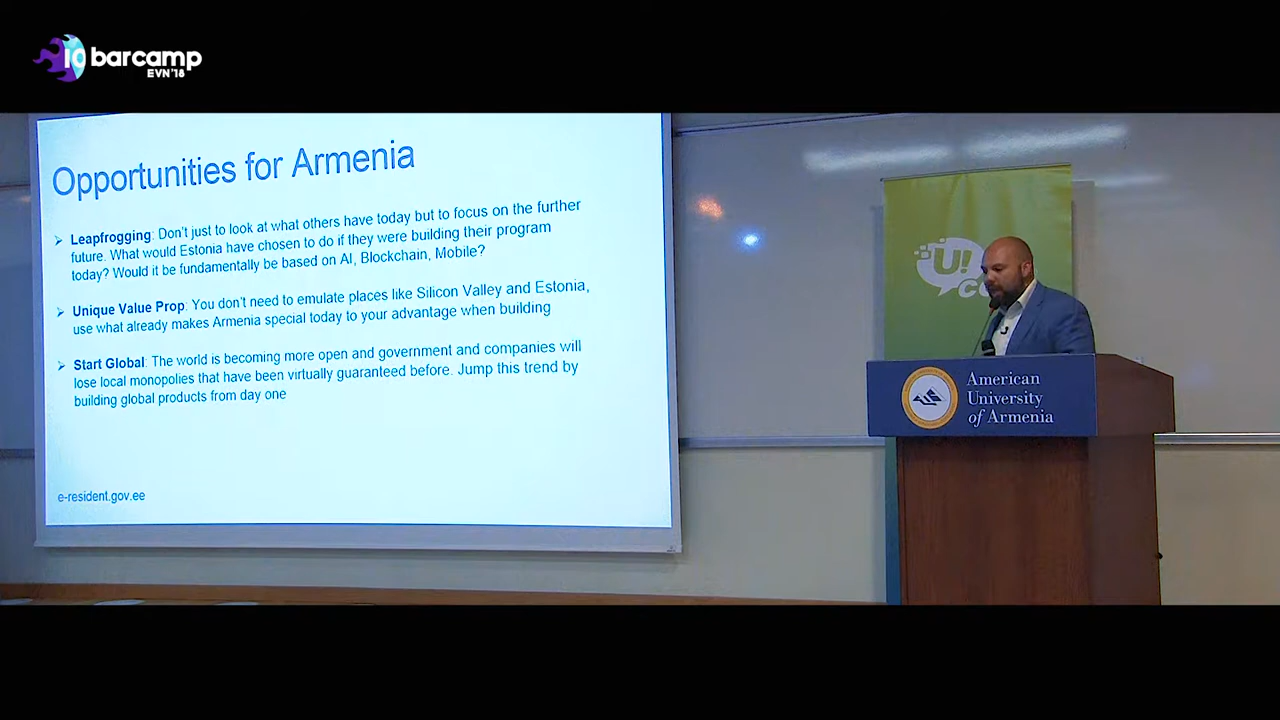 10 barcamp
EVN'18
Opportunities for Armenia
➢ Leapfrogging: Don't just to look at what others have today but to focus on the further
future. What would Estonia have chosen to do if they were building their program
today? Would it be fundamentally be based on AI, Blockchain, Mobile?
➢ Unique Value Prop: You don't need to emulate places like Silicon Valley and Estonia,
use what already makes Armenia special today to your advantage when building
➢ Start Global: The world is becoming more open and government and companies will
lose local monopolies that have been virtually guaranteed before. Jump this trend by
building global products from day one
e-resident.gov.ee
U!
American
University
of Armenia